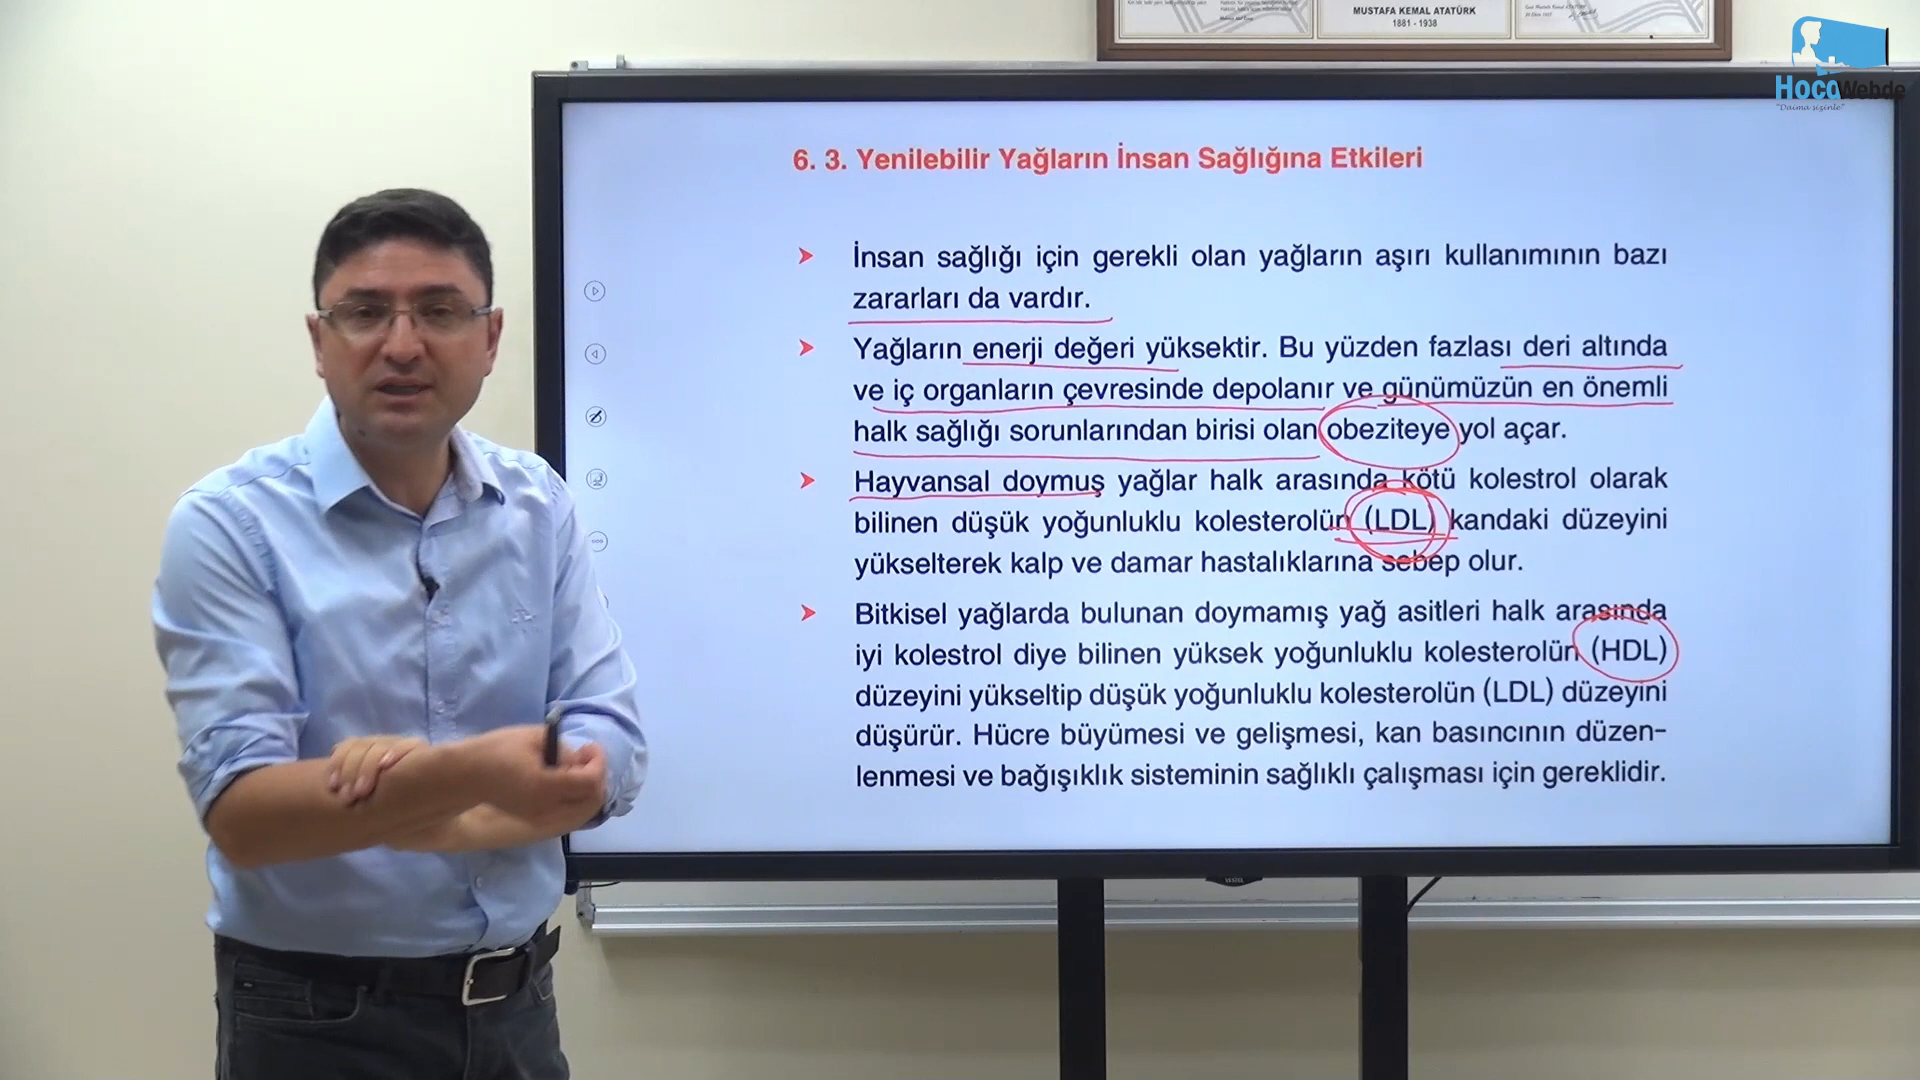 MUSTAFA KEMAL ATATÜRK
1881 - 1938
HocaWebde
"Daima sizinle"
6. 3. Yenilebilir Yağların İnsan Sağlığına Etkileri
➤ İnsan sağlığı için gerekli olan yağların aşırı kullanımının bazı
zararları da vardır.
➤ Yağların enerji değeri yüksektir. Bu yüzden fazlası deri altında
ve iç organların çevresinde depolanır ve günümüzün en önemli
halk sağlığı sorunlarından birisi olan obeziteye yol açar.
➤ Hayvansal doymuş yağlar halk arasında kötü kolestrol olarak
bilinen düşük yoğunluklu kolesterolün (LDL) kandaki düzeyini
yükselterek kalp ve damar hastalıklarına sebep olur.
➤ Bitkisel yağlarda bulunan doymamış yağ asitleri halk arasında
iyi kolestrol diye bilinen yüksek yoğunluklu kolesterolün (HDL)
düzeyini yükseltip düşük yoğunluklu kolesterolün (LDL) düzeyini
düşürür. Hücre büyümesi ve gelişmesi, kan basıncının düzen-
lenmesi ve bağışıklık sisteminin sağlıklı çalışması için gereklidir.